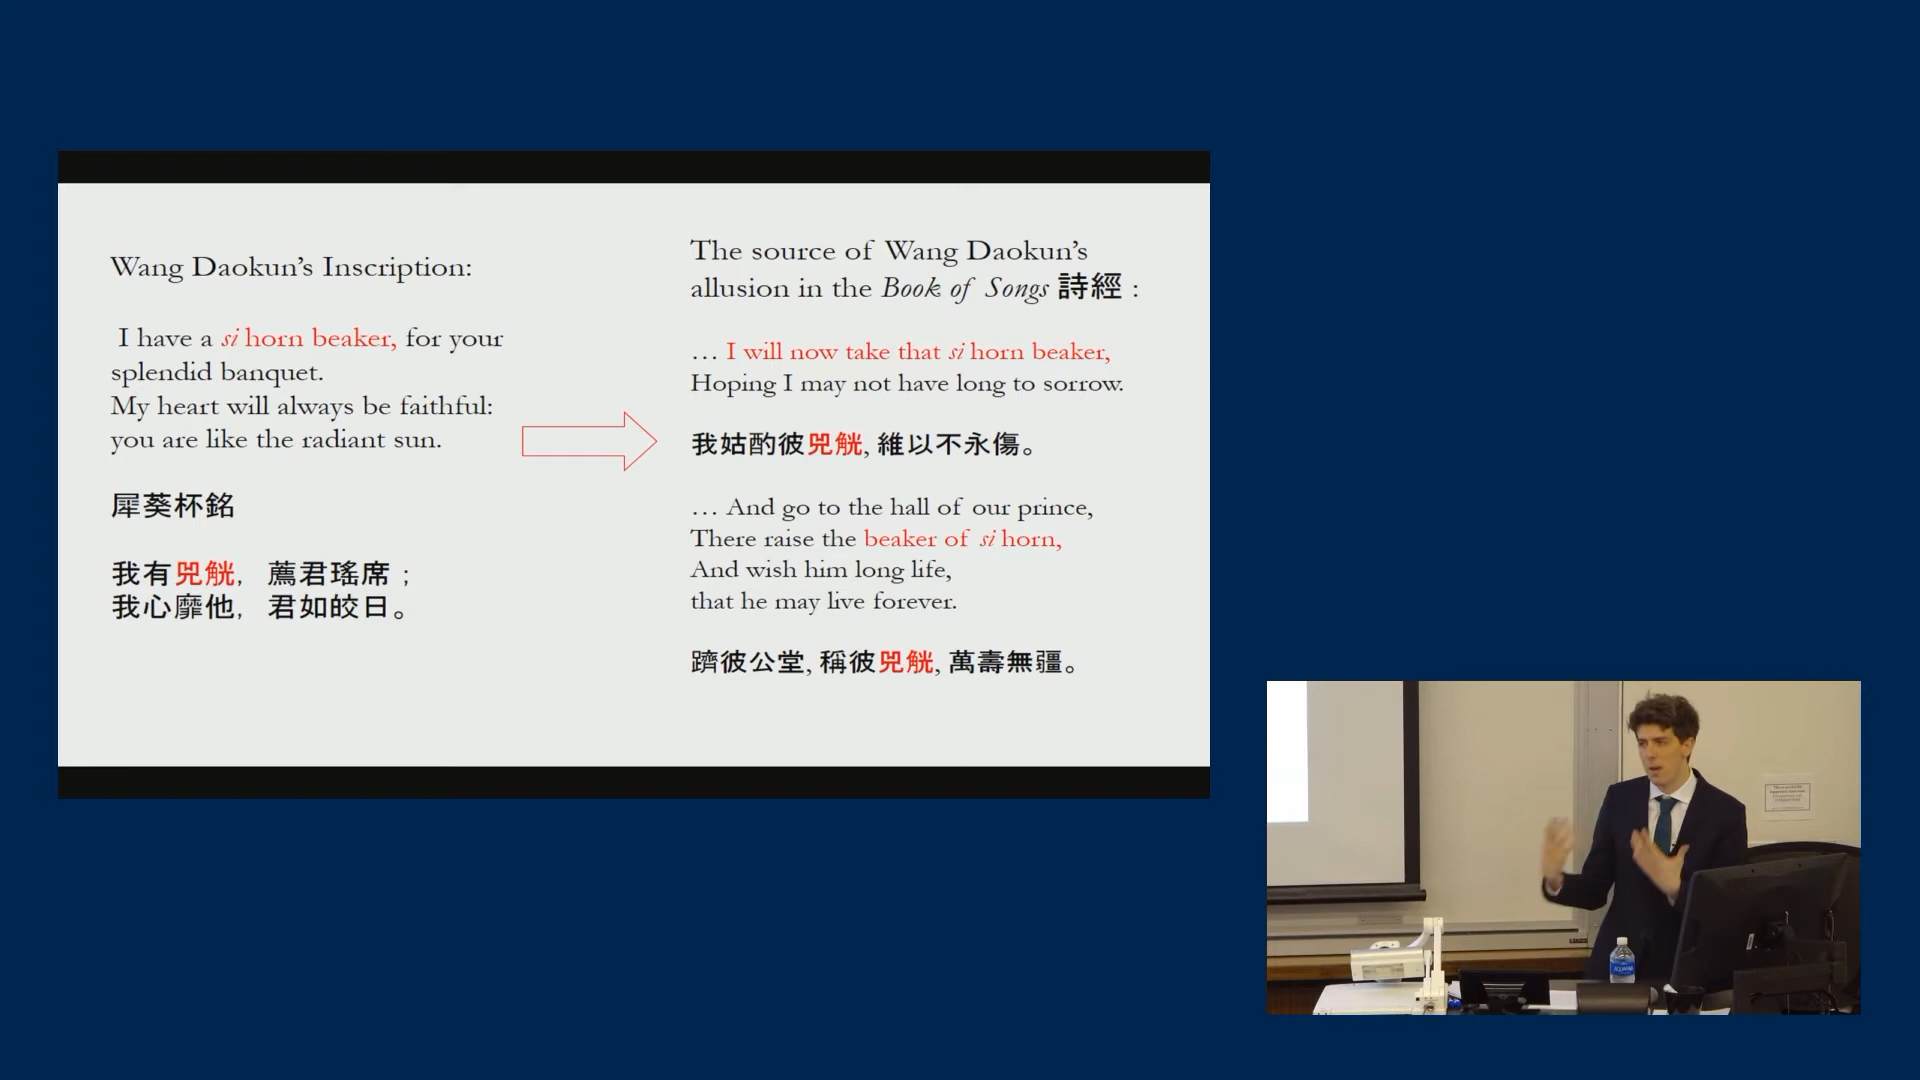 Wang Daokun’s Inscription:
I have a si horn beaker, for your
splendid banquet.
My heart will always be faithful:
you are like the radiant sun.
犀葵杯銘
我有兕觥, 薦君瑤席；
我心靡他, 君如皎日。
The source of Wang Daokun’s
allusion in the Book of Songs 詩經 :
… I will now take that si horn beaker,
Hoping I may not have long to sorrow.
我姑酌彼兕觥, 維以不永傷。
… And go to the hall of our prince,
There raise the beaker of si horn,
And wish him long life,
that he may live forever.
躋彼公堂, 稱彼兕觥, 萬壽無疆。